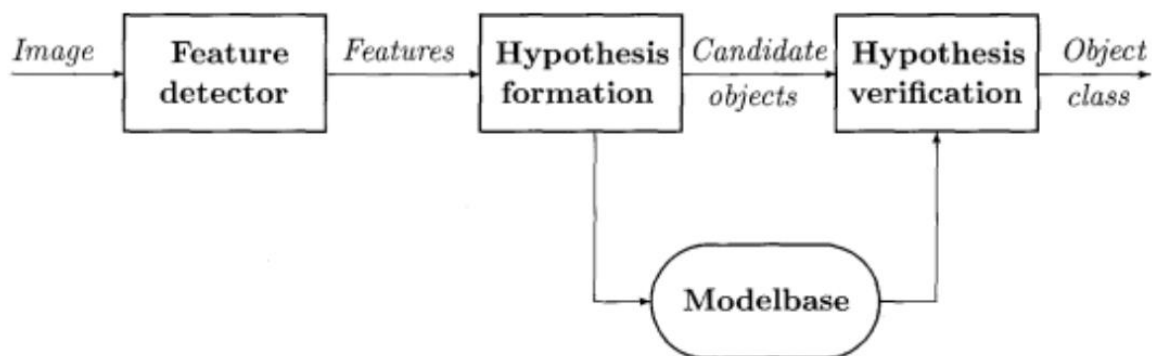 Image
Feature
detector
Features
Hypothesis
formation
Candidate
objects
Hypothesis
verification
Object
class
Modelbase